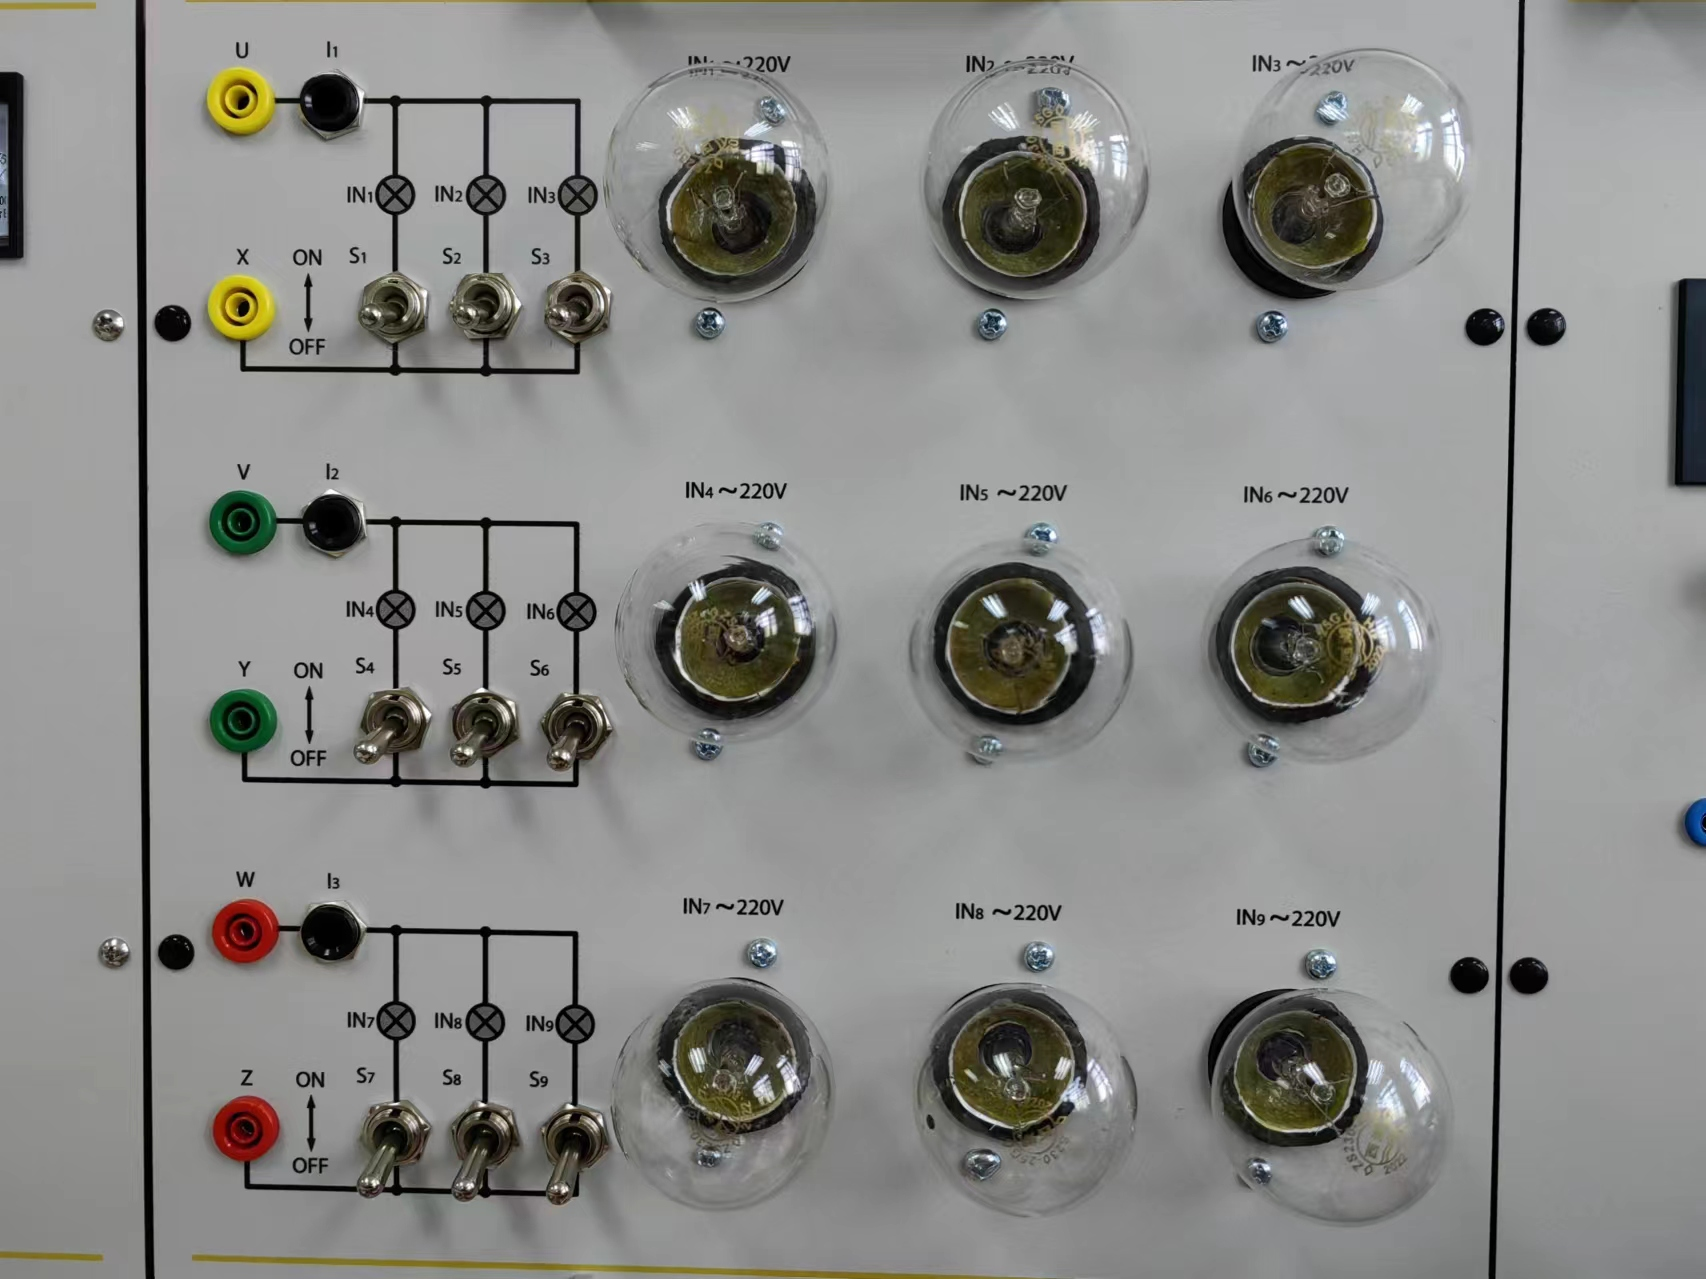 U I1 IN1 ~220V IN2 ~220V IN3 ~220V
IN1 IN2 IN3
X ON S1 S2 S3
OFF
V I2 IN4 ~220V IN5 ~220V IN6 ~220V
IN4 IN5 IN6
Y ON S4 S5 S6
OFF
W I3 IN7 ~220V IN8 ~220V IN9 ~220V
IN7 IN8 IN9
Z ON S7 S8 S9
OFF